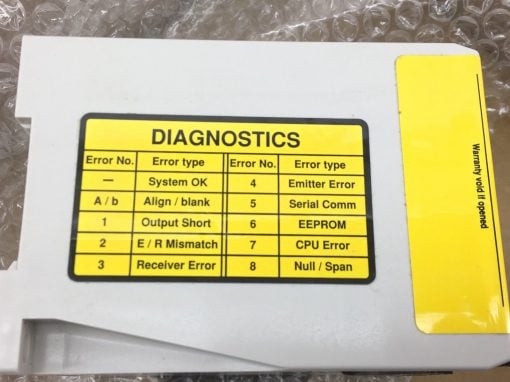 DIAGNOSTICS
Error No. Error type Error No. Error type
— System OK 4 Emitter Error
A / b Align / blank 5 Serial Comm
1 Output Short 6 EEPROM
2 E / R Mismatch 7 CPU Error
3 Receiver Error 8 Null / Span
Warranty void if opened